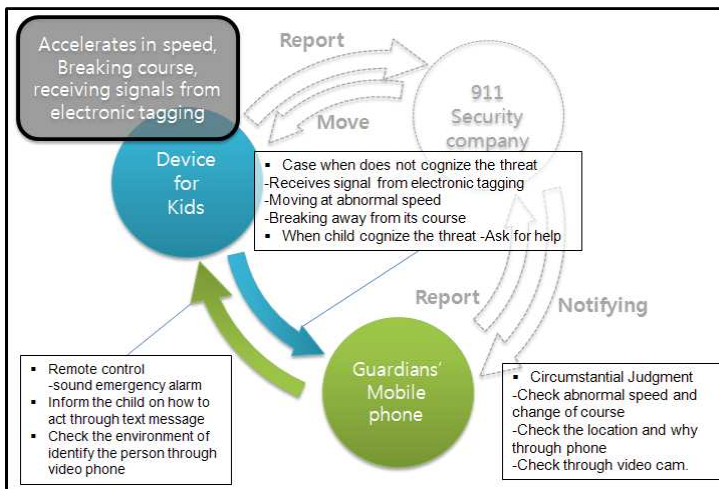 Accelerates in speed,
Breaking course,
receiving signals from
electronic tagging
Report
Move
911
Security
company
Device
for
Kids
▪ Case when does not cognize the threat
-Receives signal from electronic tagging
-Moving at abnormal speed
-Breaking away from its course
▪ When child cognize the threat -Ask for help
Report
Notifying
Guardians'
Mobile
phone
▪ Remote control
-sound emergency alarm
▪ Inform the child on how to
act through text message
▪ Check the environment of
identify the person through
video phone
▪ Circumstantial Judgment
-Check abnormal speed and
change of course
-Check the location and why
through phone
-Check through video cam.